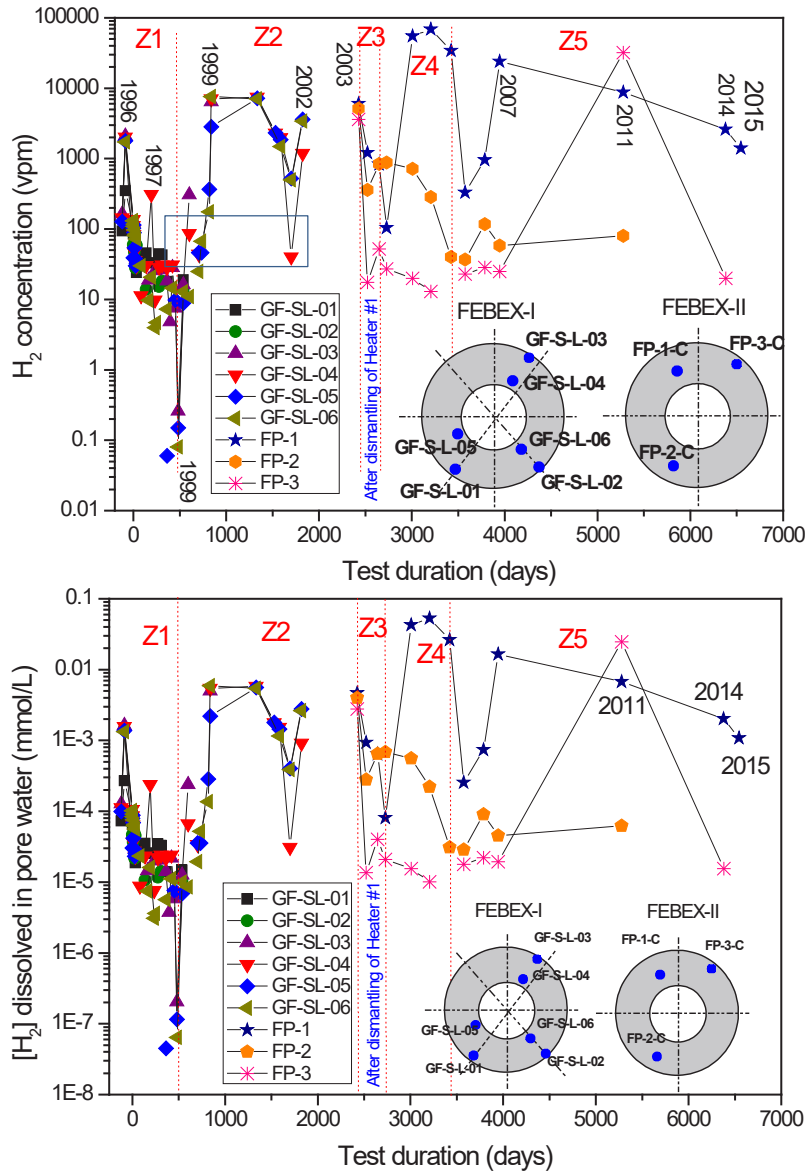 100000
10000
1000
100
10
1
0.1
0.01
H₂ concentration (vpm)
Z1
Z2
Z3
Z4
Z5
1996
1997
1999
1999
2002
2003
2007
2011
2014
2015
GF-SL-01
GF-SL-02
GF-SL-03
GF-SL-04
GF-SL-05
GF-SL-06
FP-1
FP-2
FP-3
After dismantling of Heater #1
FEBEX-I
GF-S-L-03
GF-S-L-04
GF-S-L-05
GF-S-L-06
GF-S-L-01
GF-S-L-02
FEBEX-II
FP-1-C
FP-3-C
FP-2-C
0 1000 2000 3000 4000 5000 6000 7000
Test duration (days)
0.1
0.01
1E-3
1E-4
1E-5
1E-6
1E-7
1E-8
[H₂] dissolved in pore water (mmol/L)
Z1
Z2
Z3
Z4
Z5
2011
2014
2015
GF-SL-01
GF-SL-02
GF-SL-03
GF-SL-04
GF-SL-05
GF-SL-06
FP-1
FP-2
FP-3
After dismantling of Heater #1
FEBEX-I
GF-S-L-03
GF-S-L-04
GF-S-L-05
GF-S-L-06
GF-S-L-01
GF-S-L-02
FEBEX-II
FP-1-C
FP-3-C
FP-2-C
0 1000 2000 3000 4000 5000 6000 7000
Test duration (days)